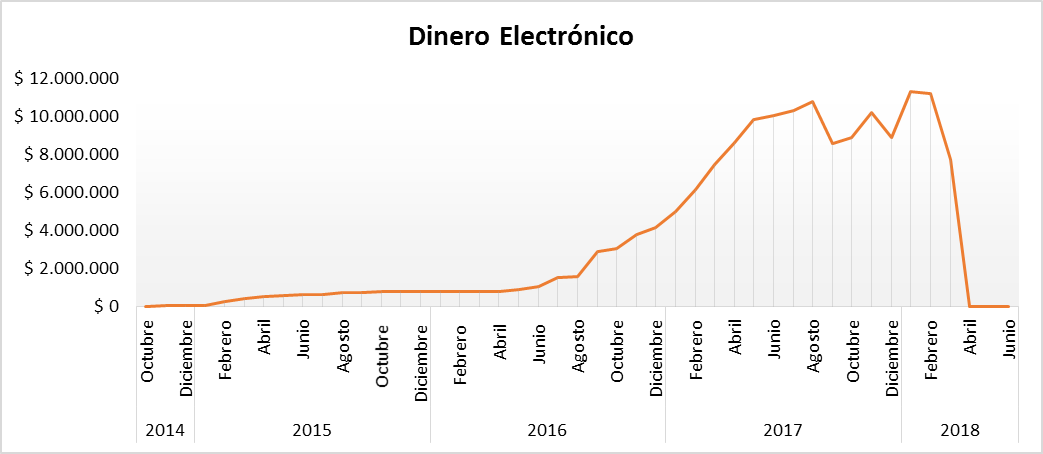 Dinero Electrónico
$ 12.000.000
$ 10.000.000
$ 8.000.000
$ 6.000.000
$ 4.000.000
$ 2.000.000
$ 0
Octubre
Diciembre
Febrero
Abril
Junio
Agosto
Octubre
Diciembre
Febrero
Abril
Junio
Agosto
Octubre
Diciembre
Febrero
Abril
Junio
Agosto
Octubre
Diciembre
Febrero
Abril
Junio
2014
2015
2016
2017
2018